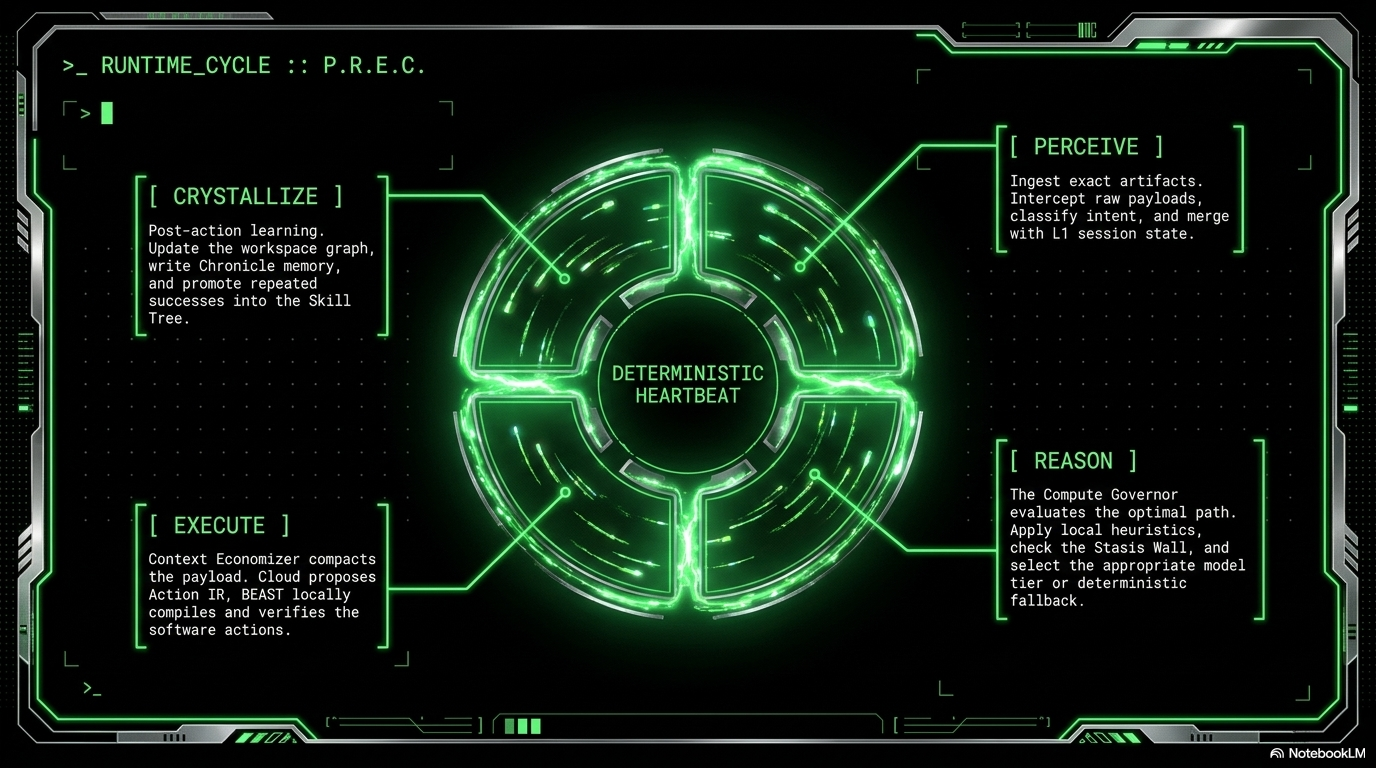 >_ RUNTIME_CYCLE :: P.R.E.C.
>
[ CRYSTALLIZE ]
Post-action learning.
Update the workspace graph,
write Chronicle memory,
and promote repeated
successes into the Skill
Tree.
[ PERCEIVE ]
Ingest exact artifacts.
Intercept raw payloads,
classify intent, and merge
with L1 session state.
DETERMINISTIC
HEARTBEAT
[ EXECUTE ]
Context Economizer compacts
the payload. Cloud proposes
Action IR, BEAST locally
compiles and verifies the
software actions.
[ REASON ]
The Compute Governor
evaluates the optimal path.
Apply local heuristics,
check the Stasis Wall, and
select the appropriate model
tier or deterministic
fallback.
>_
NotebookLM